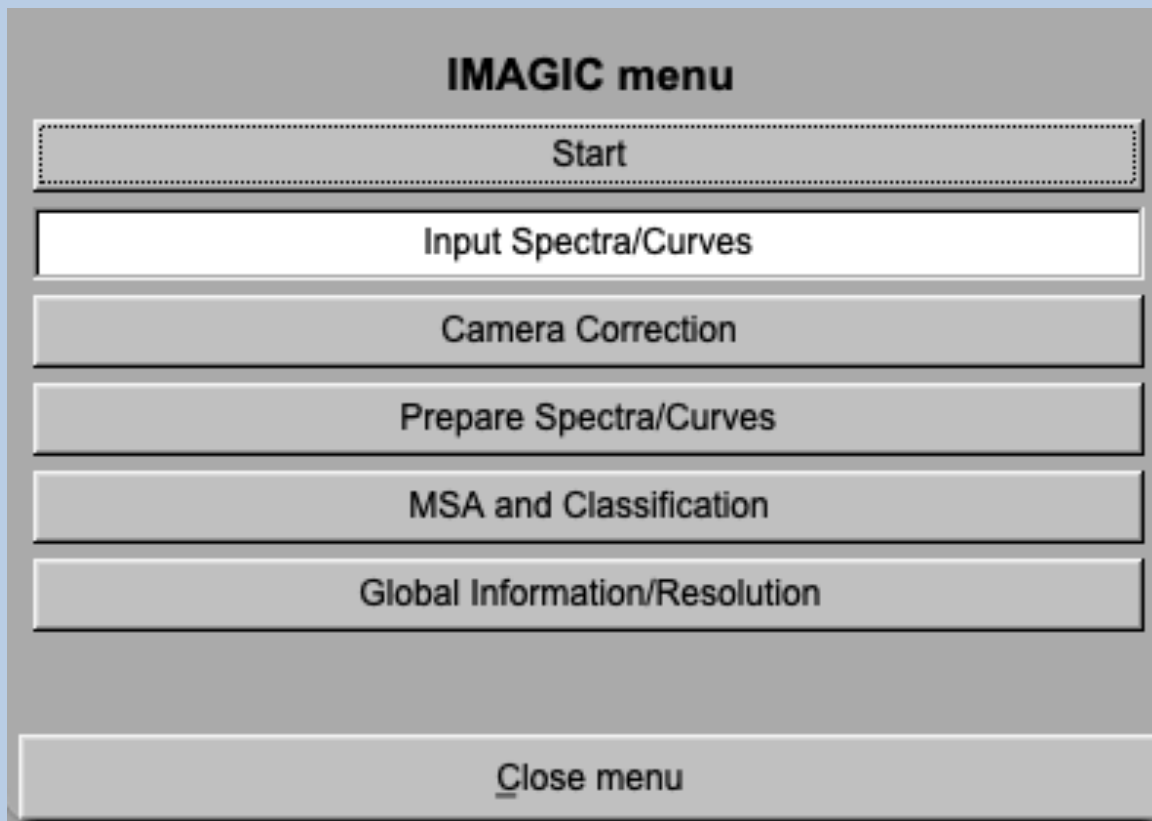 IMAGIC menu
Start
Input Spectra/Curves
Camera Correction
Prepare Spectra/Curves
MSA and Classification
Global Information/Resolution
Close menu